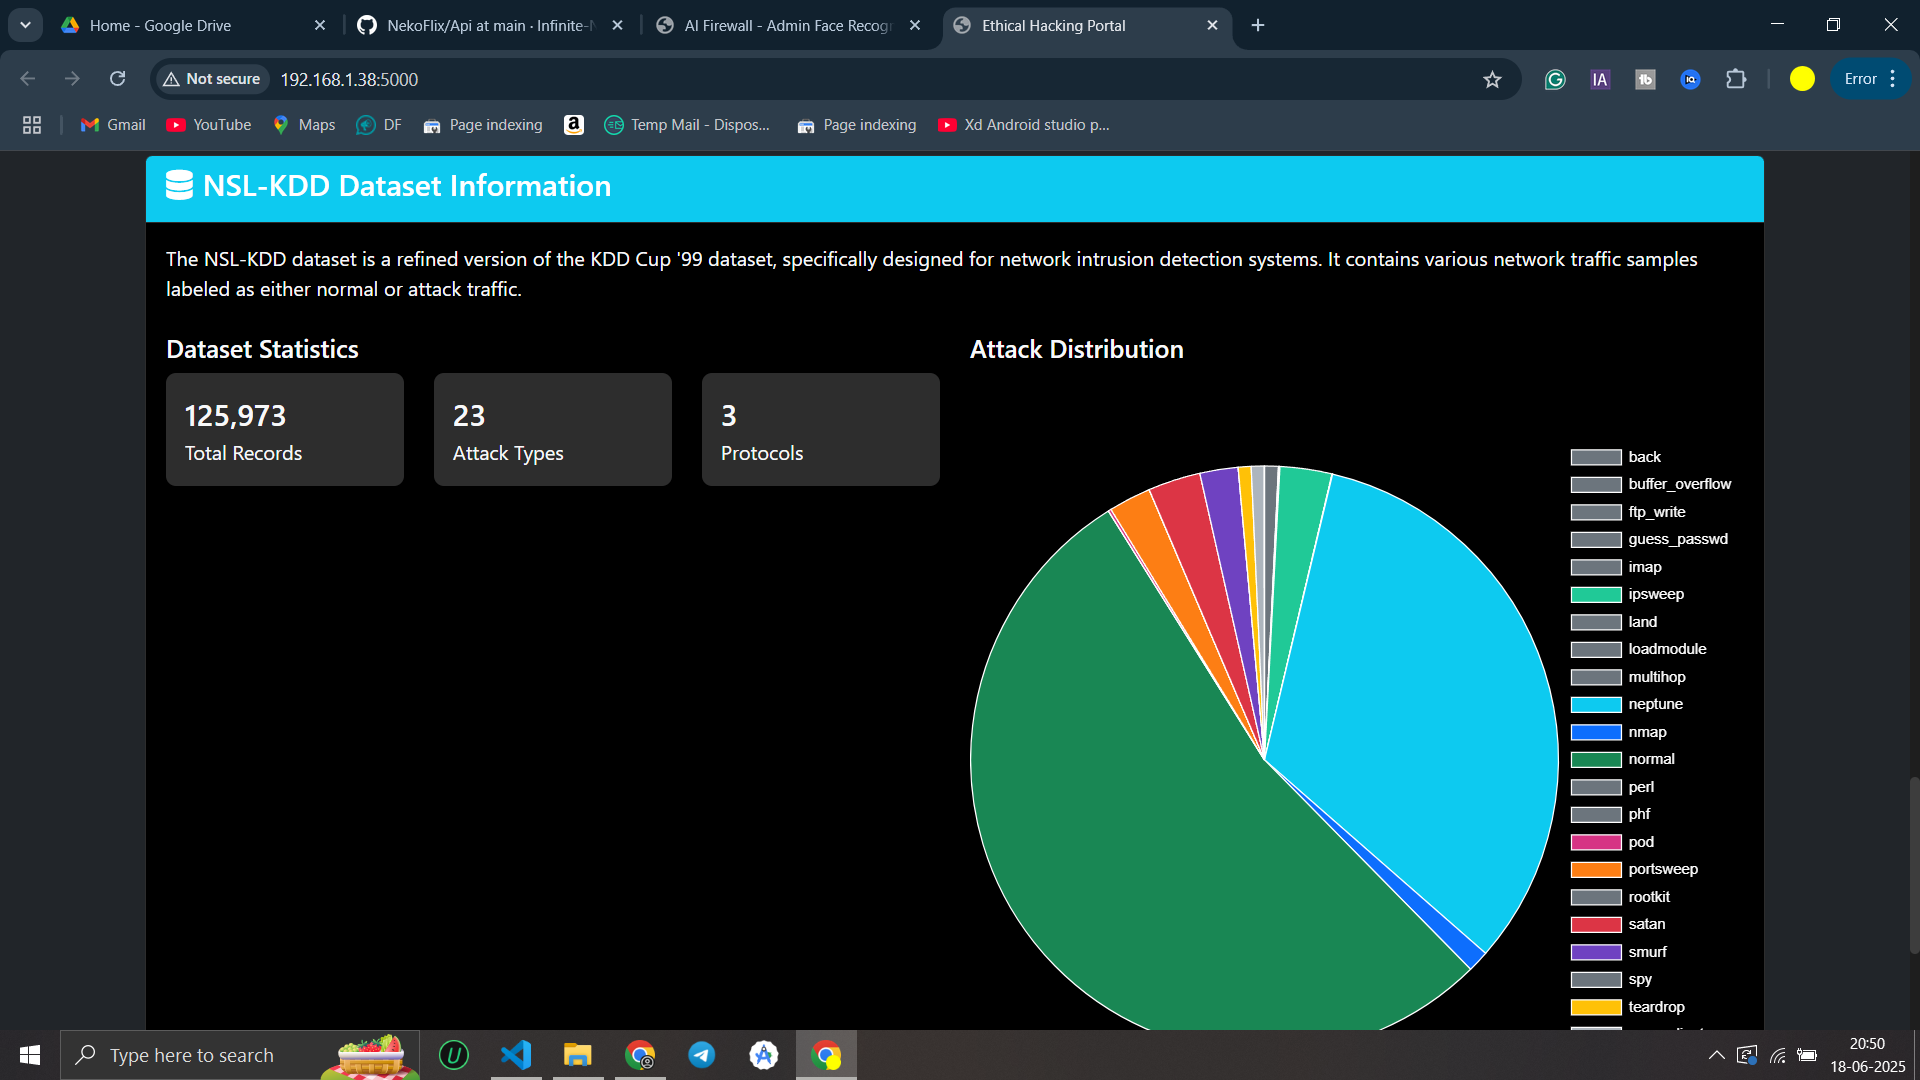 Home - Google Drive
NekoFlix/Api at main · Infinite-N
AI Firewall - Admin Face Recogn
Ethical Hacking Portal
Not secure
192.168.1.38:5000
IA
tb
IQ
Error
Gmail
YouTube
Maps
DF
Page indexing
a
Temp Mail - Dispos...
Page indexing
Xd Android studio p...
NSL-KDD Dataset Information
The NSL-KDD dataset is a refined version of the KDD Cup '99 dataset, specifically designed for network intrusion detection systems. It contains various network traffic samples
labeled as either normal or attack traffic.
Dataset Statistics
125,973
Total Records
23
Attack Types
3
Protocols
Attack Distribution
back
buffer_overflow
ftp_write
guess_passwd
imap
ipsweep
land
loadmodule
multihop
neptune
nmap
normal
perl
phf
pod
portsweep
rootkit
satan
smurf
spy
teardrop
Type here to search
20:50
18-06-2025